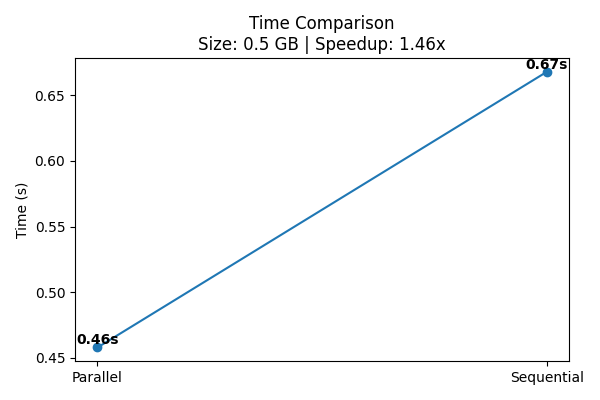 Time Comparison
Size: 0.5 GB | Speedup: 1.46x
Time (s)
0.65
0.60
0.55
0.50
0.45
0.67s
0.46s
Parallel
Sequential